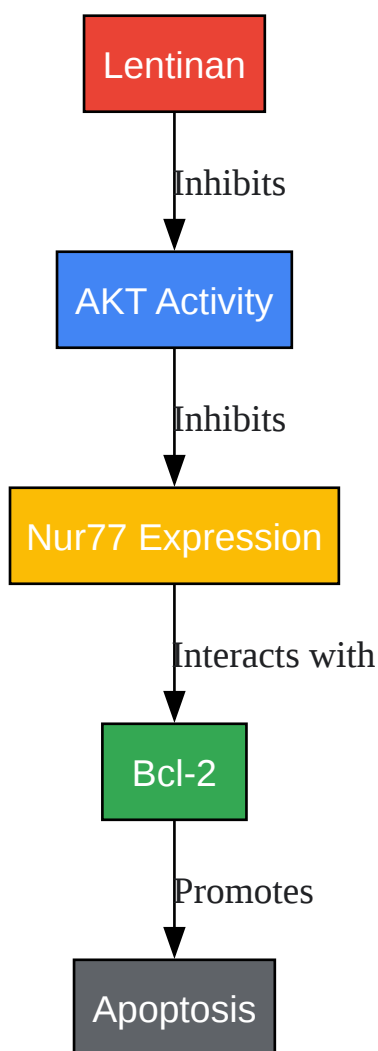 Lentinan
Inhibits
AKT Activity
Inhibits
Nur77 Expression
Interacts with
Bcl-2
Promotes
Apoptosis